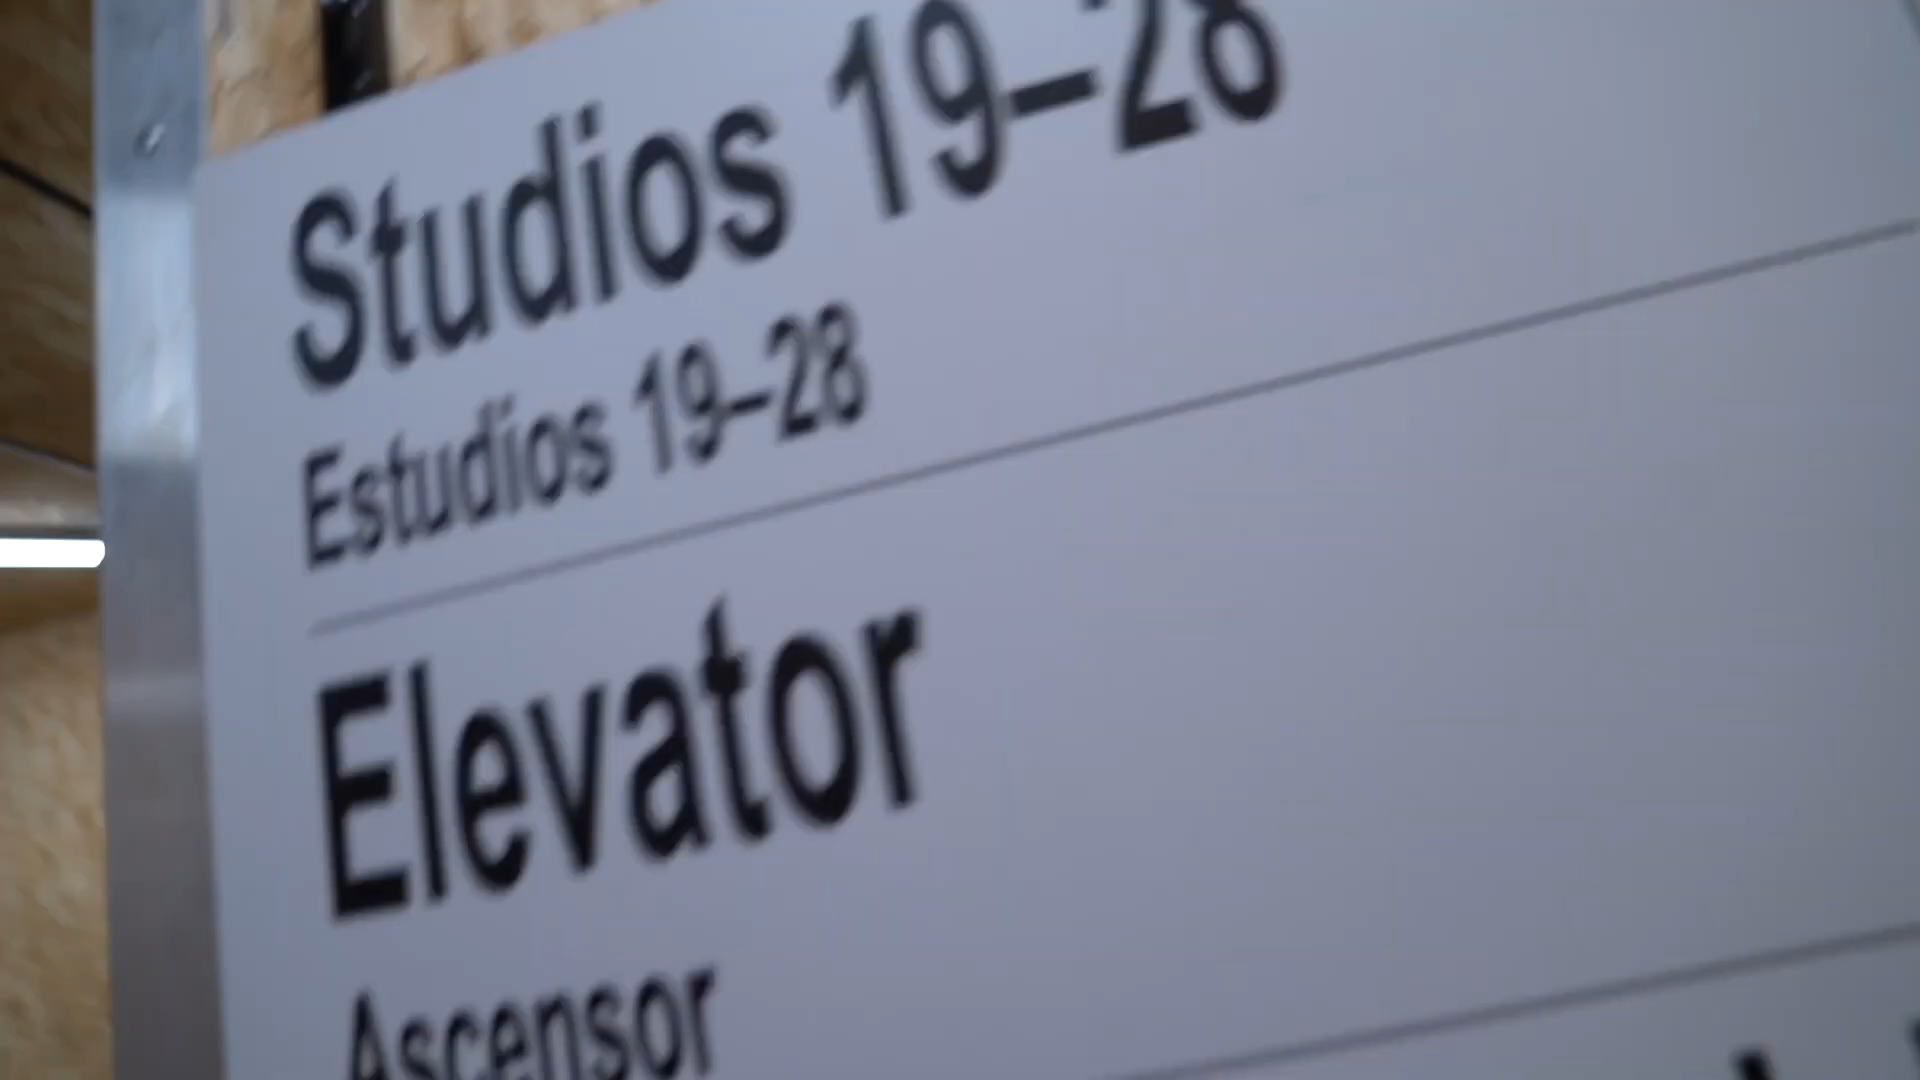 Studios 19–28
Estudios 19–28
Elevator
Ascensor